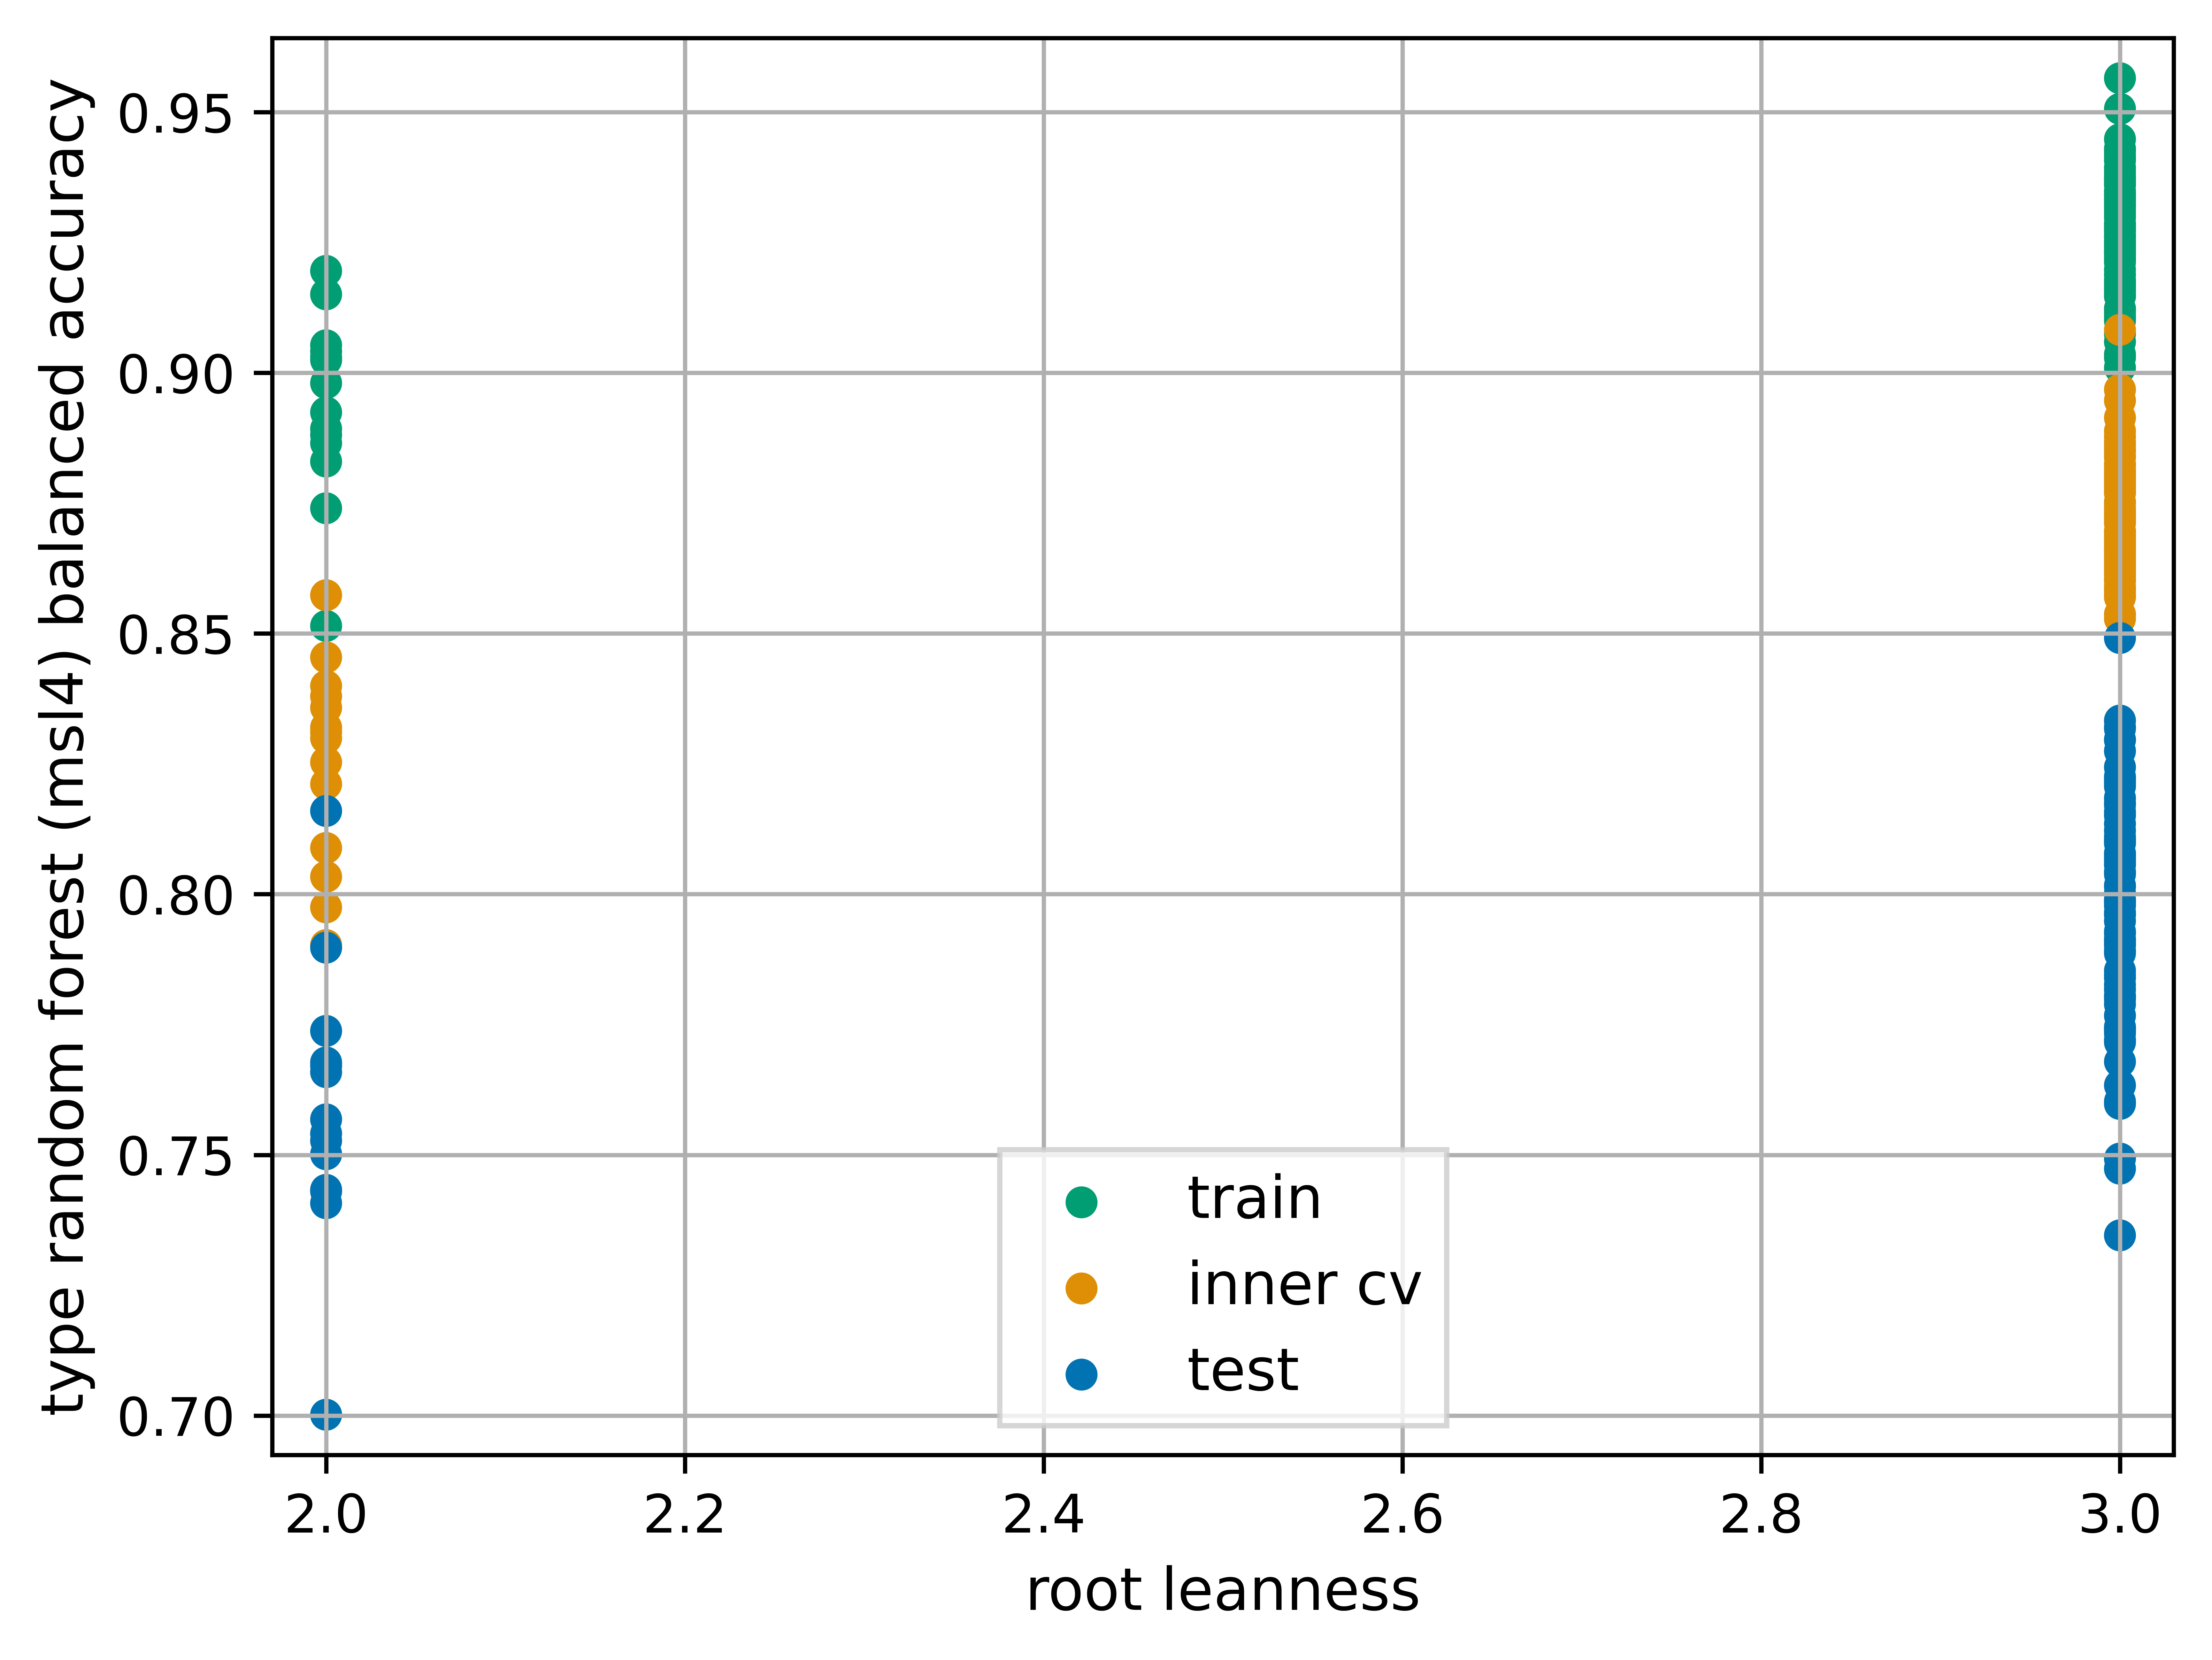 type random forest (msl4) balanced accuracy
0.95
0.90
0.85
0.80
0.75
0.70
train
inner cv
test
2.0 2.2 2.4 2.6 2.8 3.0
root leanness